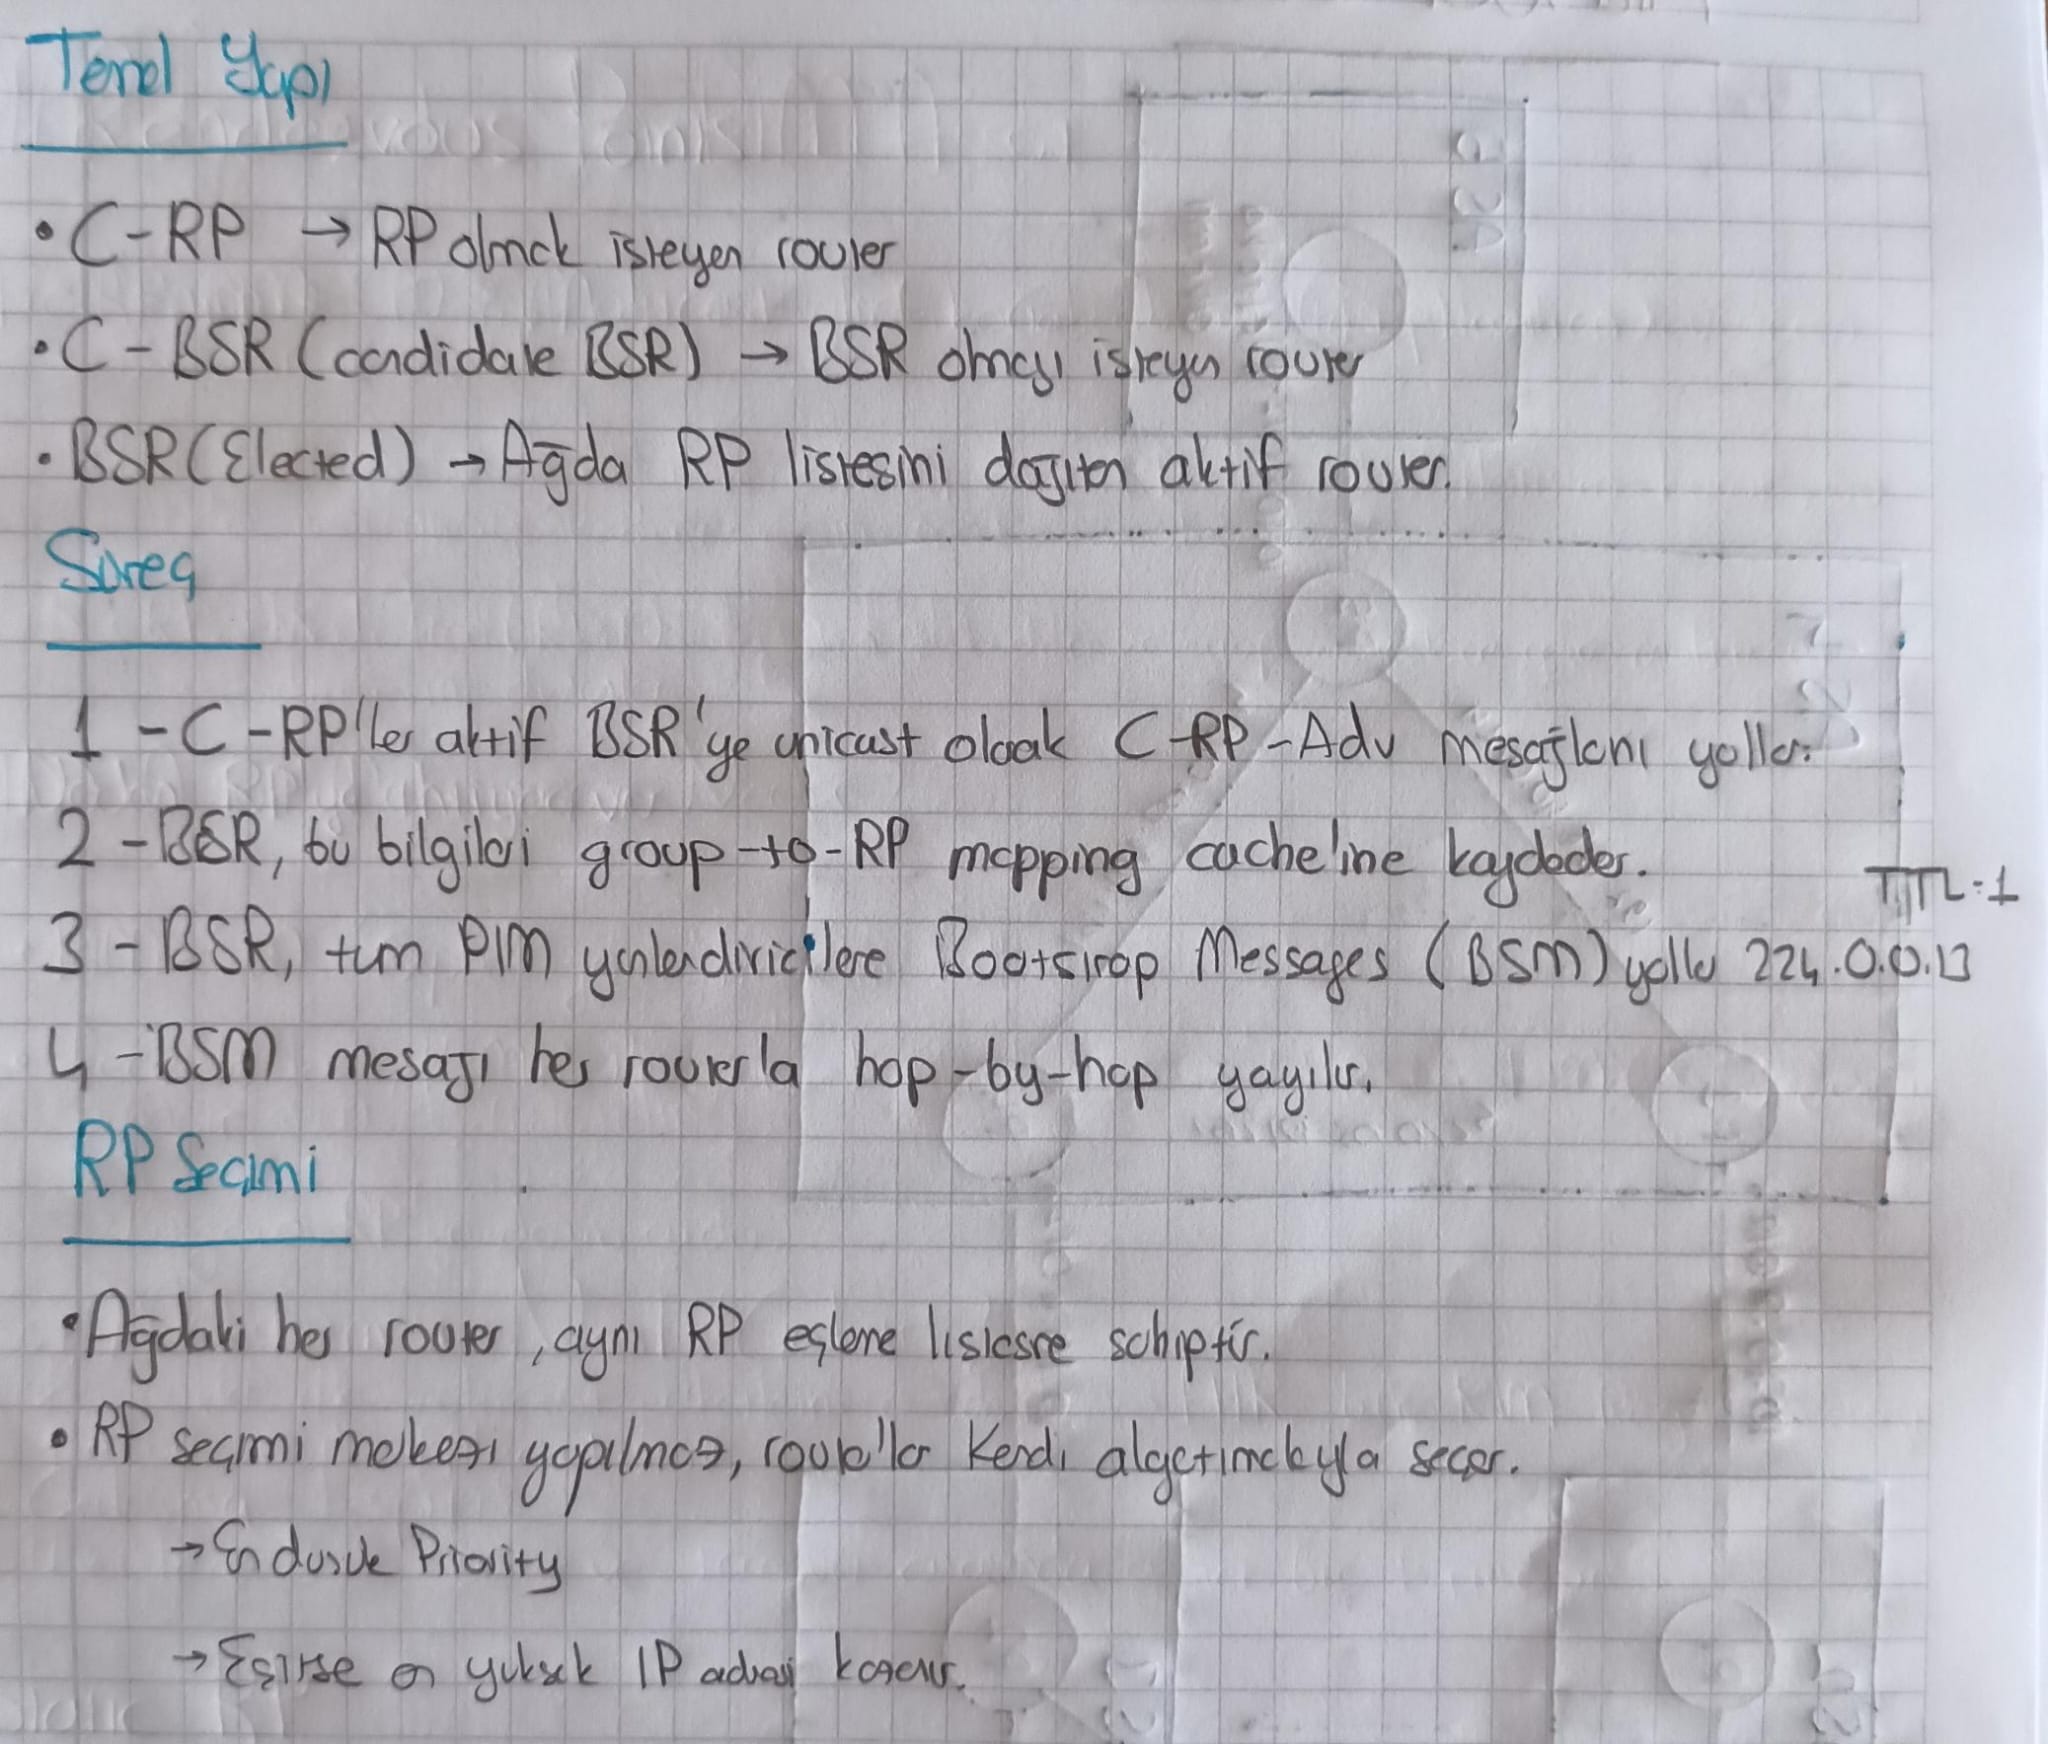 Temel Yapı
• C-RP → RP olmak isteyen router
• C-BSR (candidate BSR) → BSR olmayı isteyen router
• BSR (Elected) → Ağda RP listesini dağıtan aktif router.
Süreç
1 - C-RP'ler aktif BSR'ye unicast olarak C-RP-Adv mesajlarını yollar.
2 - BSR, bu bilgileri group-to-RP mapping cache'ine kaydeder.
TTL:1
3 - BSR, tum PIM yonlendiricilere Bootstrap Messages (BSM) yollar 224.0.0.13
4 - BSM mesajı her router'la hop-by-hop yayılır.
RP Seçimi
• Ağdaki her router, aynı RP eşleme listesine sahiptir.
• RP seçimi merkezi yapılmaz, router'lar kendi algoritmalarıyla seçer.
→ En dusuk Priority
→ Eşitse en yuksek IP adresi kazanır.